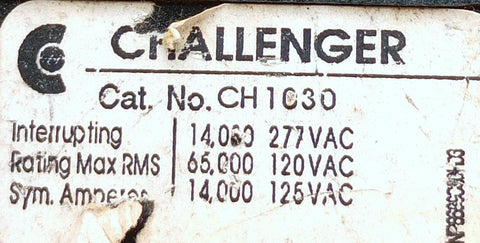 CHALLENGER
Cat. No. CH1030
Interrupting 14,000 277VAC
Rating Max RMS 65,000 120VAC
Sym. Amperes 14,000 125VAC